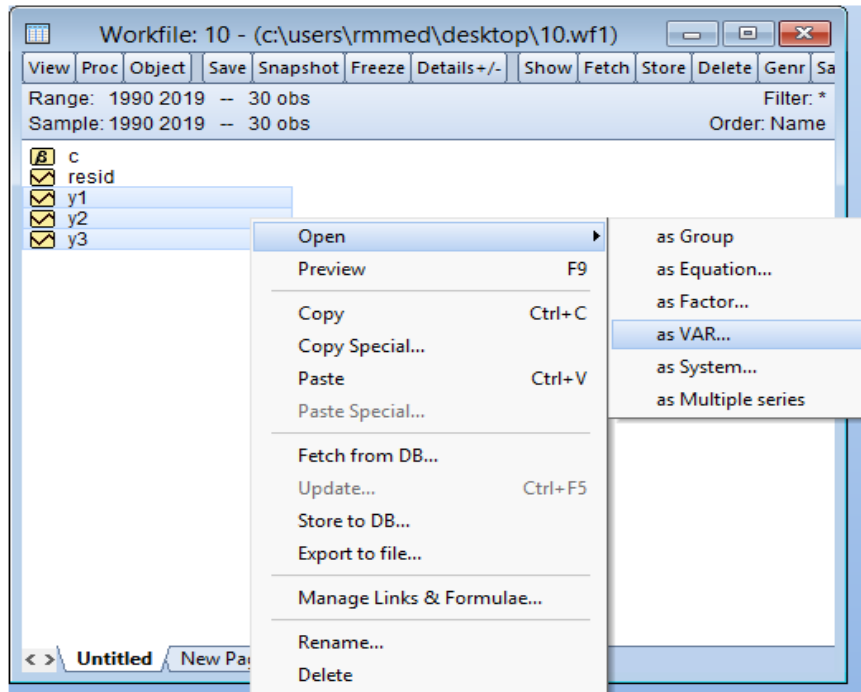 Workfile: 10 - (c:\users\rmmed\desktop\10.wf1)
View Proc Object Save Snapshot Freeze Details+/- Show Fetch Store Delete Genr Sa
Range: 1990 2019 -- 30 obs Filter: *
Sample: 1990 2019 -- 30 obs Order: Name
β c
resid
y1
y2
y3
Open
Preview F9
Copy Ctrl+C
Copy Special...
Paste Ctrl+V
Paste Special...
Fetch from DB...
Update... Ctrl+F5
Store to DB...
Export to file...
Manage Links & Formulae...
Rename...
Delete
as Group
as Equation...
as Factor...
as VAR...
as System...
as Multiple series
< > Untitled New Pa